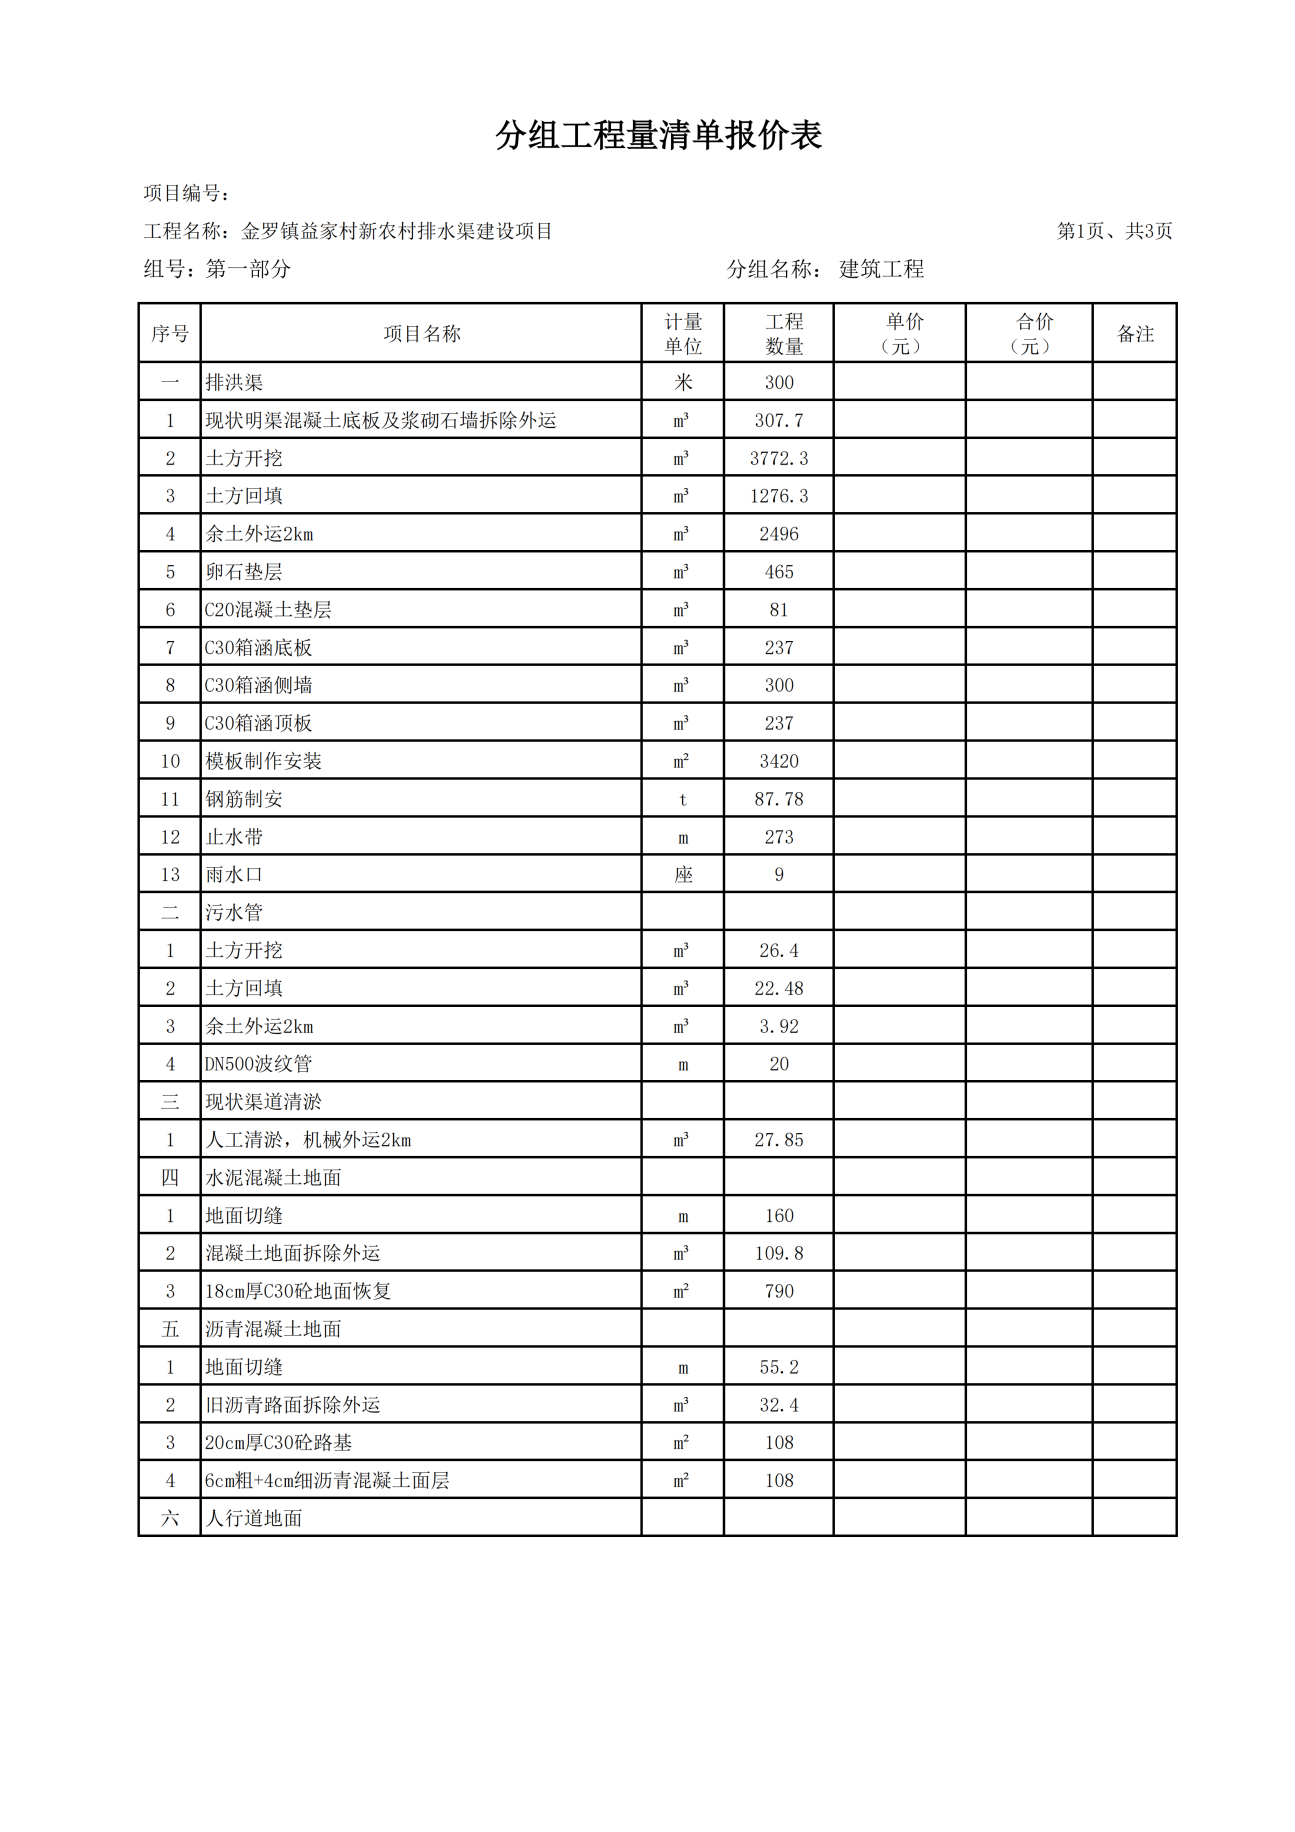 分组工程量清单报价表
项目编号：
工程名称：金罗镇益家村新农村排水渠建设项目 第1页、共3页
组号：第一部分 分组名称： 建筑工程
序号 项目名称 计量单位 工程数量 单价（元） 合价（元） 备注
一 排洪渠 米 300
1 现状明渠混凝土底板及浆砌石墙拆除外运 m³ 307.7
2 土方开挖 m³ 3772.3
3 土方回填 m³ 1276.3
4 余土外运2km m³ 2496
5 卵石垫层 m³ 465
6 C20混凝土垫层 m³ 81
7 C30箱涵底板 m³ 237
8 C30箱涵侧墙 m³ 300
9 C30箱涵顶板 m³ 237
10 模板制作安装 m² 3420
11 钢筋制安 t 87.78
12 止水带 m 273
13 雨水口 座 9
二 污水管
1 土方开挖 m³ 26.4
2 土方回填 m³ 22.48
3 余土外运2km m³ 3.92
4 DN500波纹管 m 20
三 现状渠道清淤
1 人工清淤，机械外运2km m³ 27.85
四 水泥混凝土地面
1 地面切缝 m 160
2 混凝土地面拆除外运 m³ 109.8
3 18cm厚C30砼地面恢复 m² 790
五 沥青混凝土地面
1 地面切缝 m 55.2
2 旧沥青路面拆除外运 m³ 32.4
3 20cm厚C30砼路基 m² 108
4 6cm粗+4cm细沥青混凝土面层 m² 108
六 人行道地面